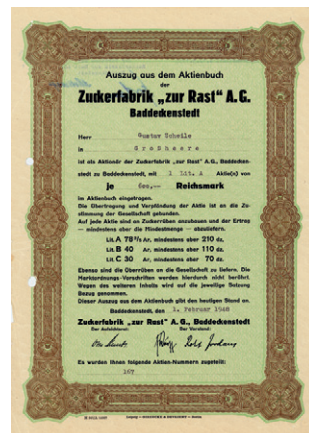 Auszug aus dem Aktienbuch
der
Zuckerfabrik „zur Rast" A.G.
Baddeckenstedt
Herr Gustav Scheile
in Großheere
ist als Aktionär der Zuckerfabrik „zur Rast" A.G., Baddecken-
stedt zu Baddeckenstedt, mit 1 Lit. A Aktie(n) von
je 600,— Reichsmark
im Aktienbuch eingetragen.
Die Übertragung und Verpfändung der Aktie ist an die Zu-
stimmung der Gesellschaft gebunden.
Auf jede Aktie sind an Zuckerrüben anzubauen und der Ertrag
— mindestens aber die Mindestmenge — abzuliefern.
Lit. A 78¾ Ar, mindestens aber 210 dz.
Lit. B 40 Ar, mindestens aber 110 dz.
Lit. C 30 Ar, mindestens aber 70 dz.
Ebenso sind die Überrüben an die Gesellschaft zu liefern. Die
Marktordnungs-Vorschriften werden hierdurch nicht berührt.
Wegen des weiteren Inhalts wird auf die jeweilige Satzung
Bezug genommen.
Dieser Auszug aus dem Aktienbuch gibt den heutigen Stand an.
Baddeckenstedt, den 1. Februar 1948
Zuckerfabrik „zur Rast" A.G., Baddeckenstedt
Der Aufsichtsrat: Der Vorstand:
Es wurden Ihnen folgende Aktien-Nummern zugeteilt:
167